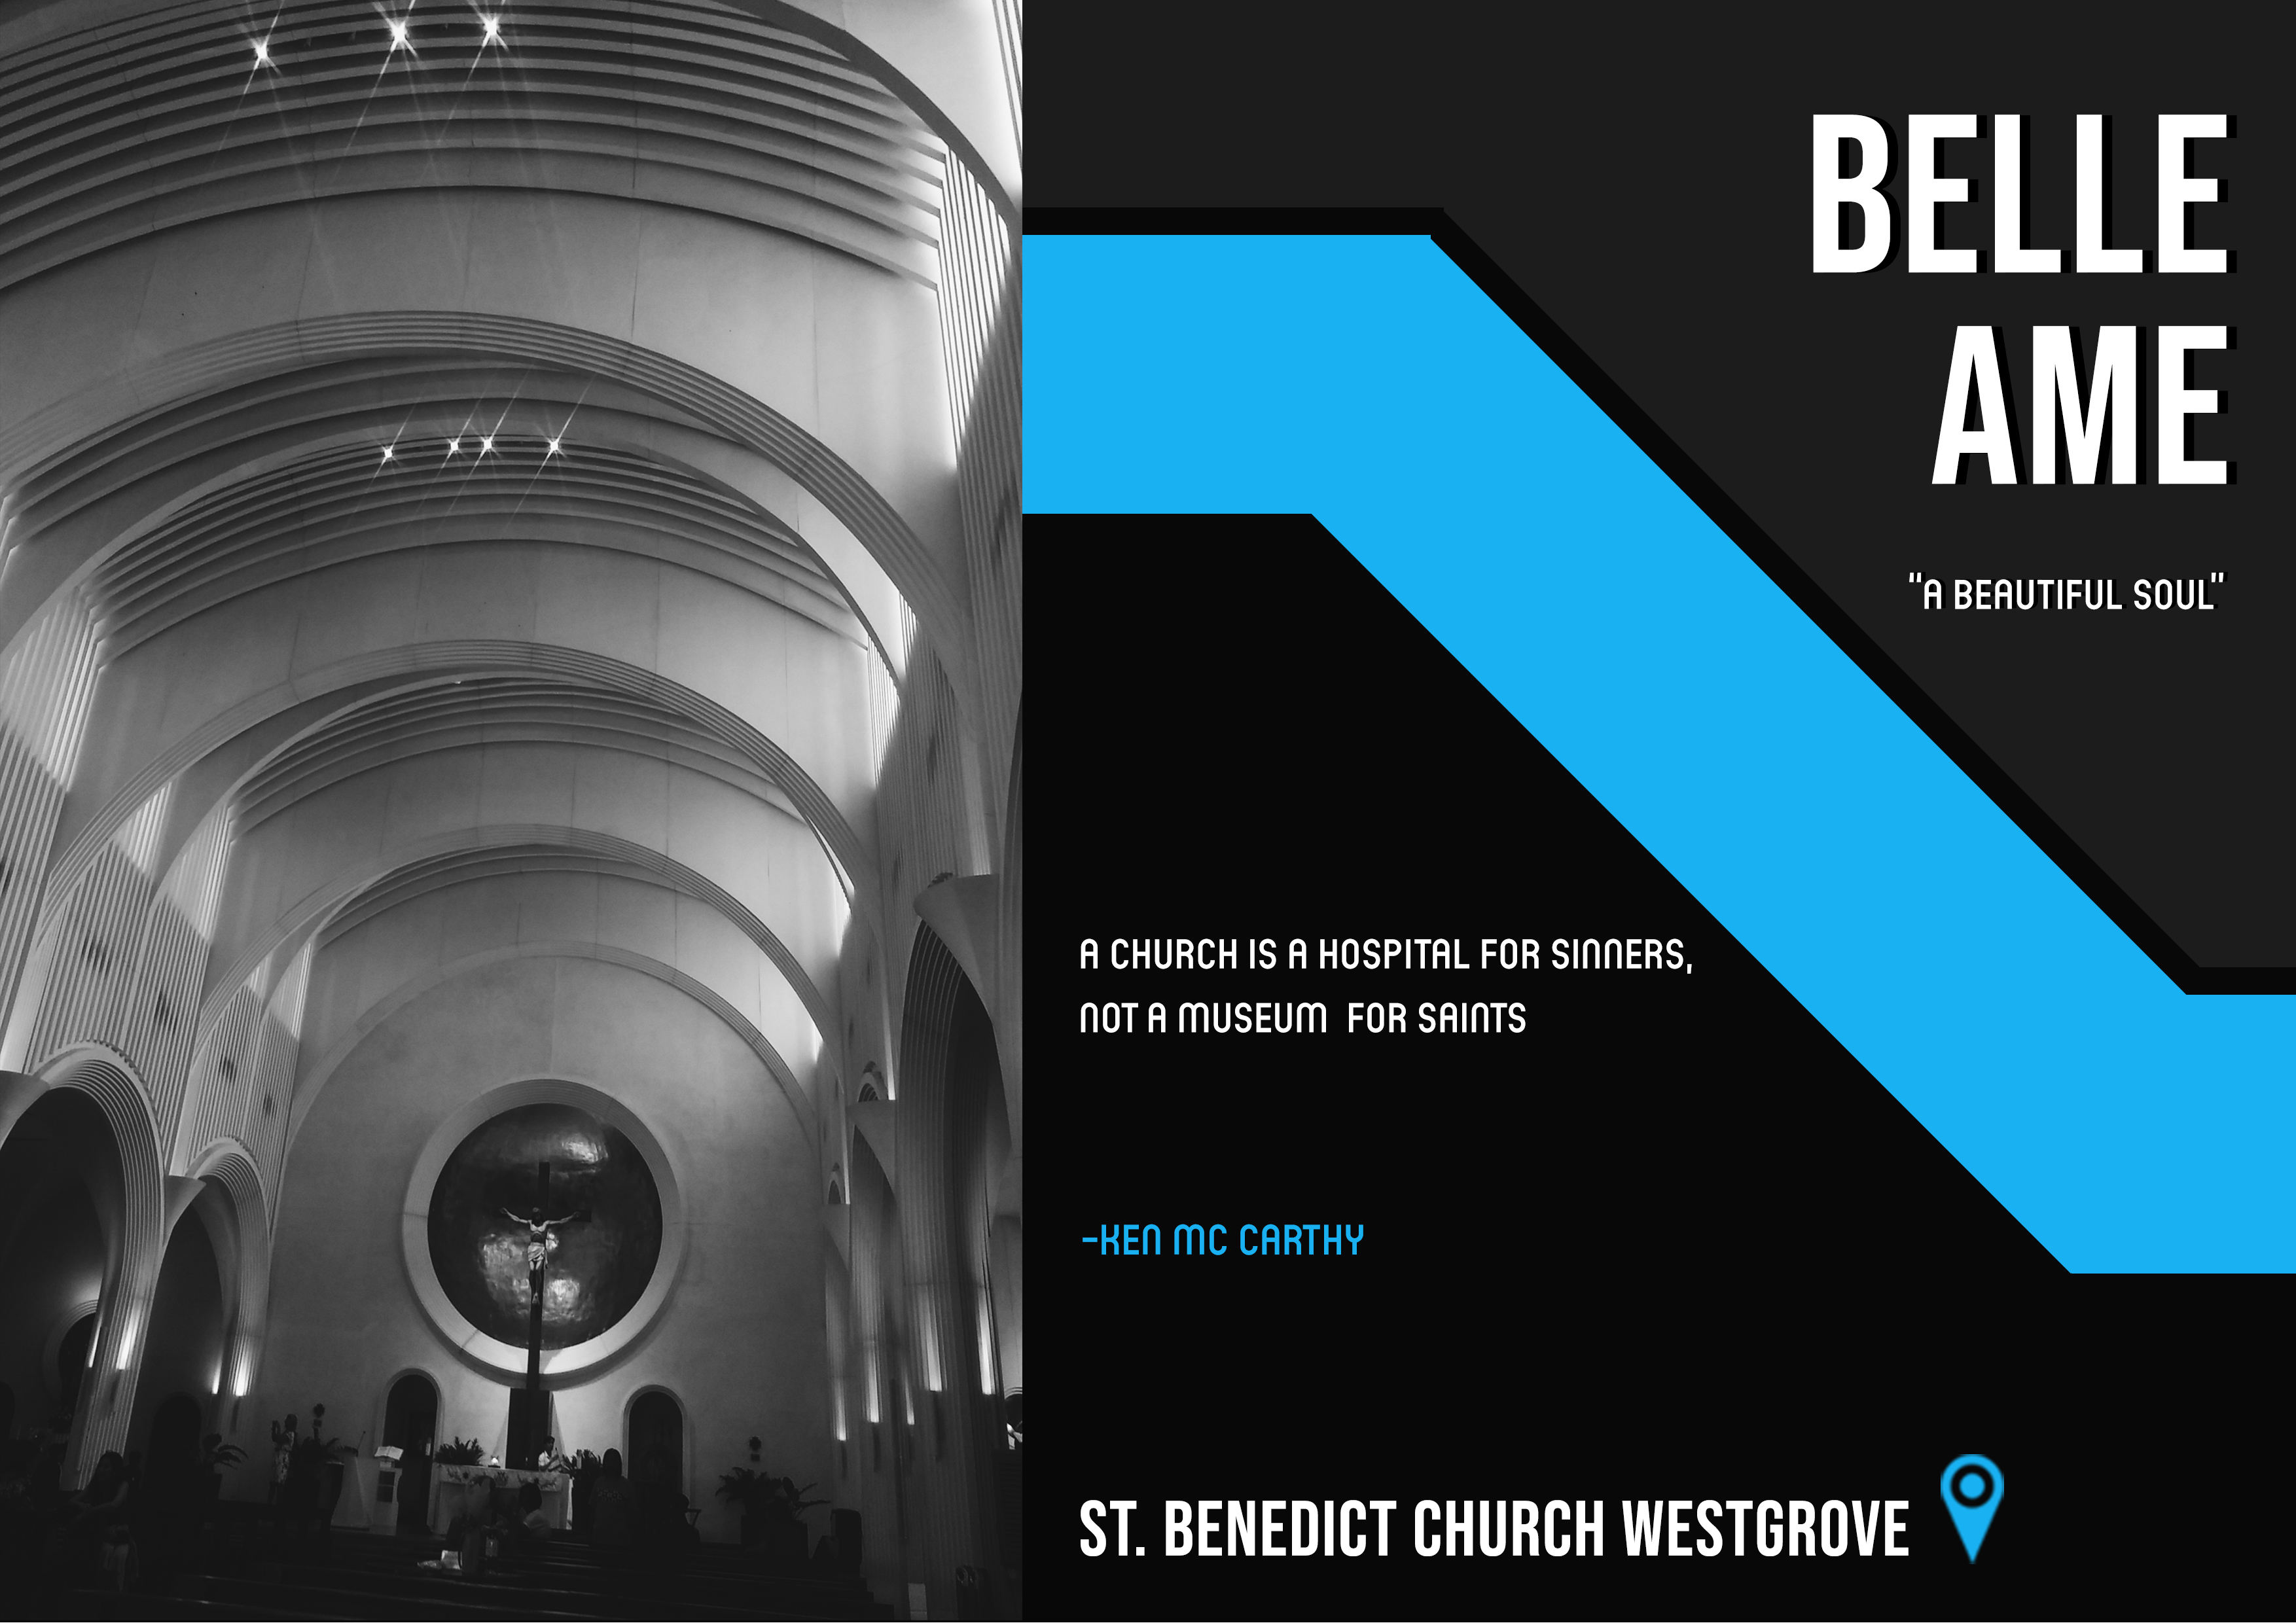 BELLE
AME
"A BEAUTIFUL SOUL"
A CHURCH IS A HOSPITAL FOR SINNERS,
NOT A MUSEUM  FOR SAINTS
-KEN MC CARTHY
ST. BENEDICT CHURCH WESTGROVE